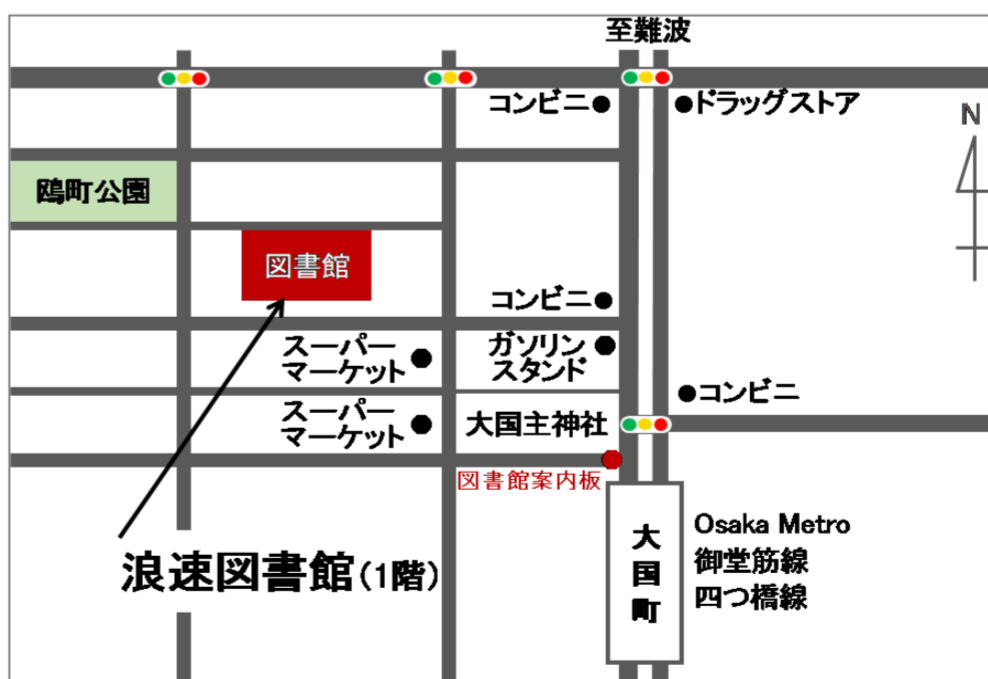 至難波
コンビニ
ドラッグストア
N
鴎町公園
図書館
コンビニ
スーパー
マーケット
ガソリン
スタンド
コンビニ
スーパー
マーケット
大国主神社
図書館案内板
浪速図書館(1階)
大国町
Osaka Metro
御堂筋線
四つ橋線